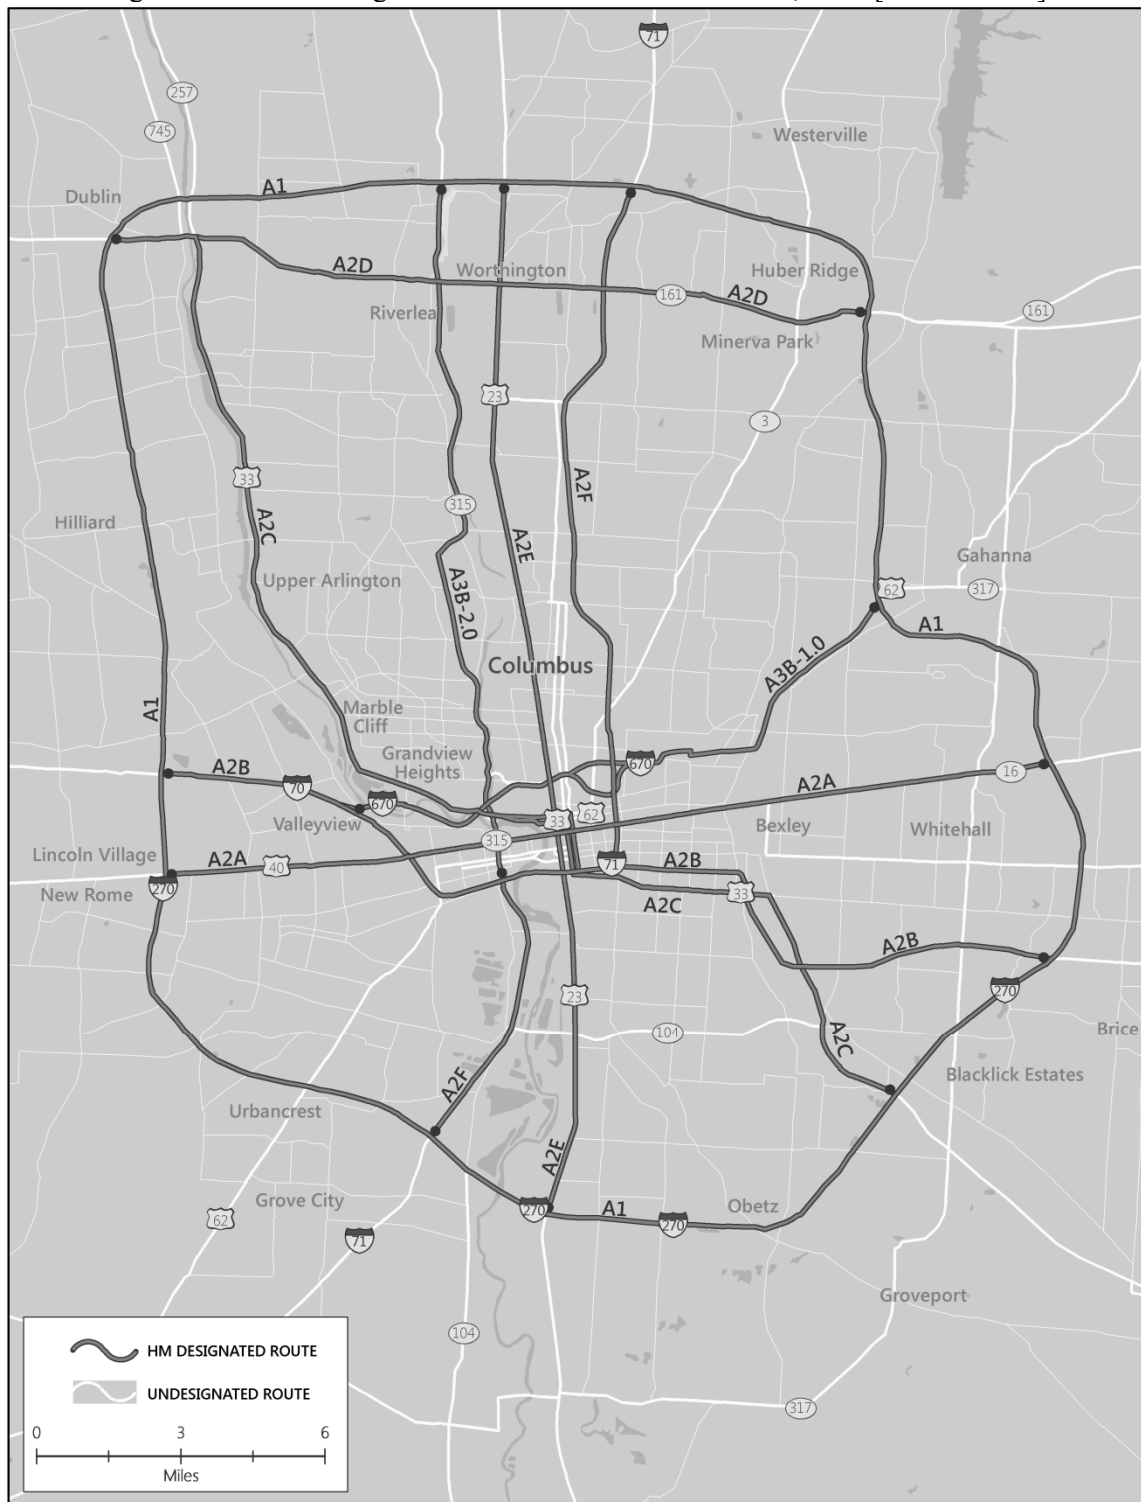 71
257
745
Westerville
Dublin
A1
A2D
Worthington
Huber Ridge
161
A2D
161
Riverlea
Minerva Park
23
3
33
A2F
315
Hilliard
A2C
A2E
Gahanna
Upper Arlington
A3B-2.0
62
317
A1
Columbus
A3B-1.0
A1
Marble
Cliff
Grandview
Heights
A2B
70
670
670
A2A
16
62
33
Valleyview
Bexley
Whitehall
315
Lincoln Village
A2A
40
71
A2B
New Rome
270
33
A2C
A2B
270
23
104
A2C
Brice
Blacklick Estates
A2F
Urbancrest
A2E
Grove City
62
270
A1
270
Obetz
71
Groveport
104
317
HM DESIGNATED ROUTE
UNDESIGNATED ROUTE
0 3 6
Miles